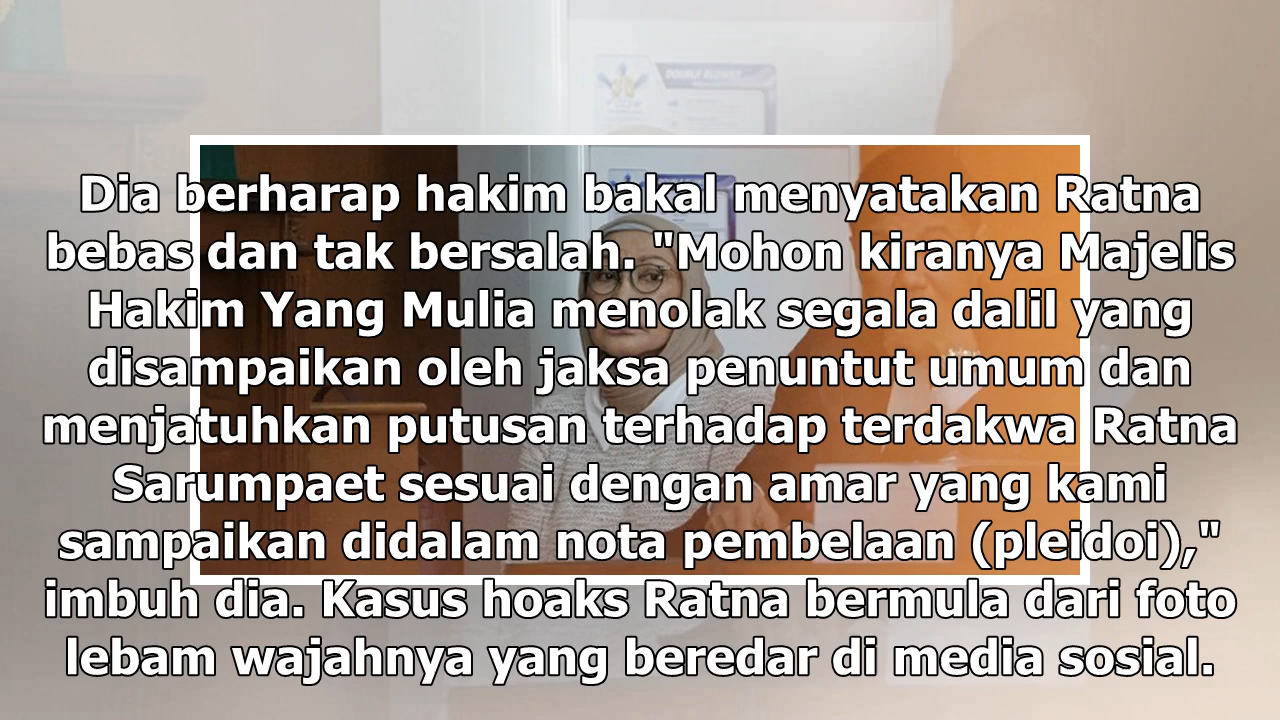 Dia berharap hakim bakal menyatakan Ratna
bebas dan tak bersalah. "Mohon kiranya Majelis
Hakim Yang Mulia menolak segala dalil yang
disampaikan oleh jaksa penuntut umum dan
menjatuhkan putusan terhadap terdakwa Ratna
Sarumpaet sesuai dengan amar yang kami
sampaikan didalam nota pembelaan (pleidoi),"
imbuh dia. Kasus hoaks Ratna bermula dari foto
lebam wajahnya yang beredar di media sosial.